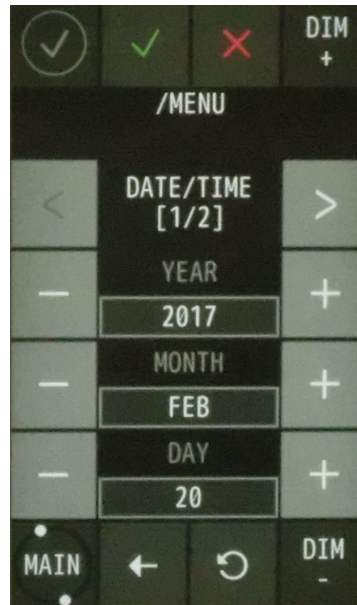 DIM
+
/MENU
<
DATE/TIME
[1/2]
>
YEAR
−
2017
+
MONTH
−
FEB
+
DAY
−
20
+
MAIN
DIM
-